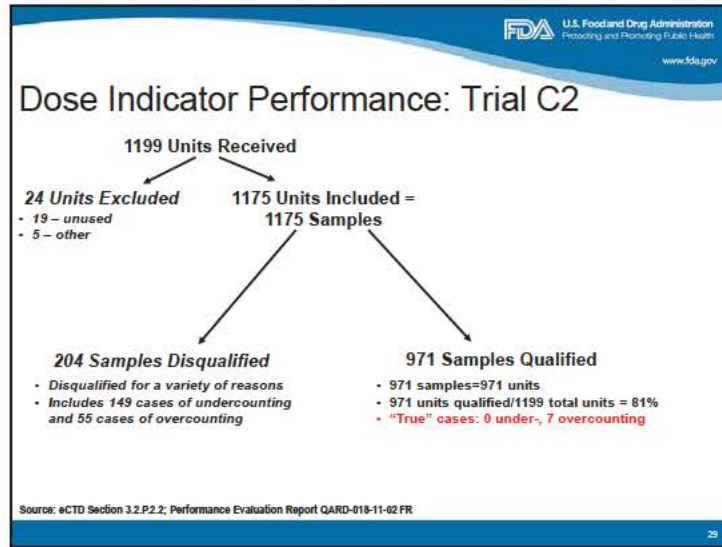 FDA U.S. Food and Drug Administration
Protecting and Promoting Public Health
www.fda.gov
Dose Indicator Performance: Trial C2
1199 Units Received
24 Units Excluded
• 19 – unused
• 5 – other
1175 Units Included =
1175 Samples
204 Samples Disqualified
• Disqualified for a variety of reasons
• Includes 149 cases of undercounting
and 55 cases of overcounting
971 Samples Qualified
• 971 samples=971 units
• 971 units qualified/1199 total units = 81%
• “True” cases: 0 under-, 7 overcounting
Source: eCTD Section 3.2.P.2.2; Performance Evaluation Report QARD-018-11-02 FR
29